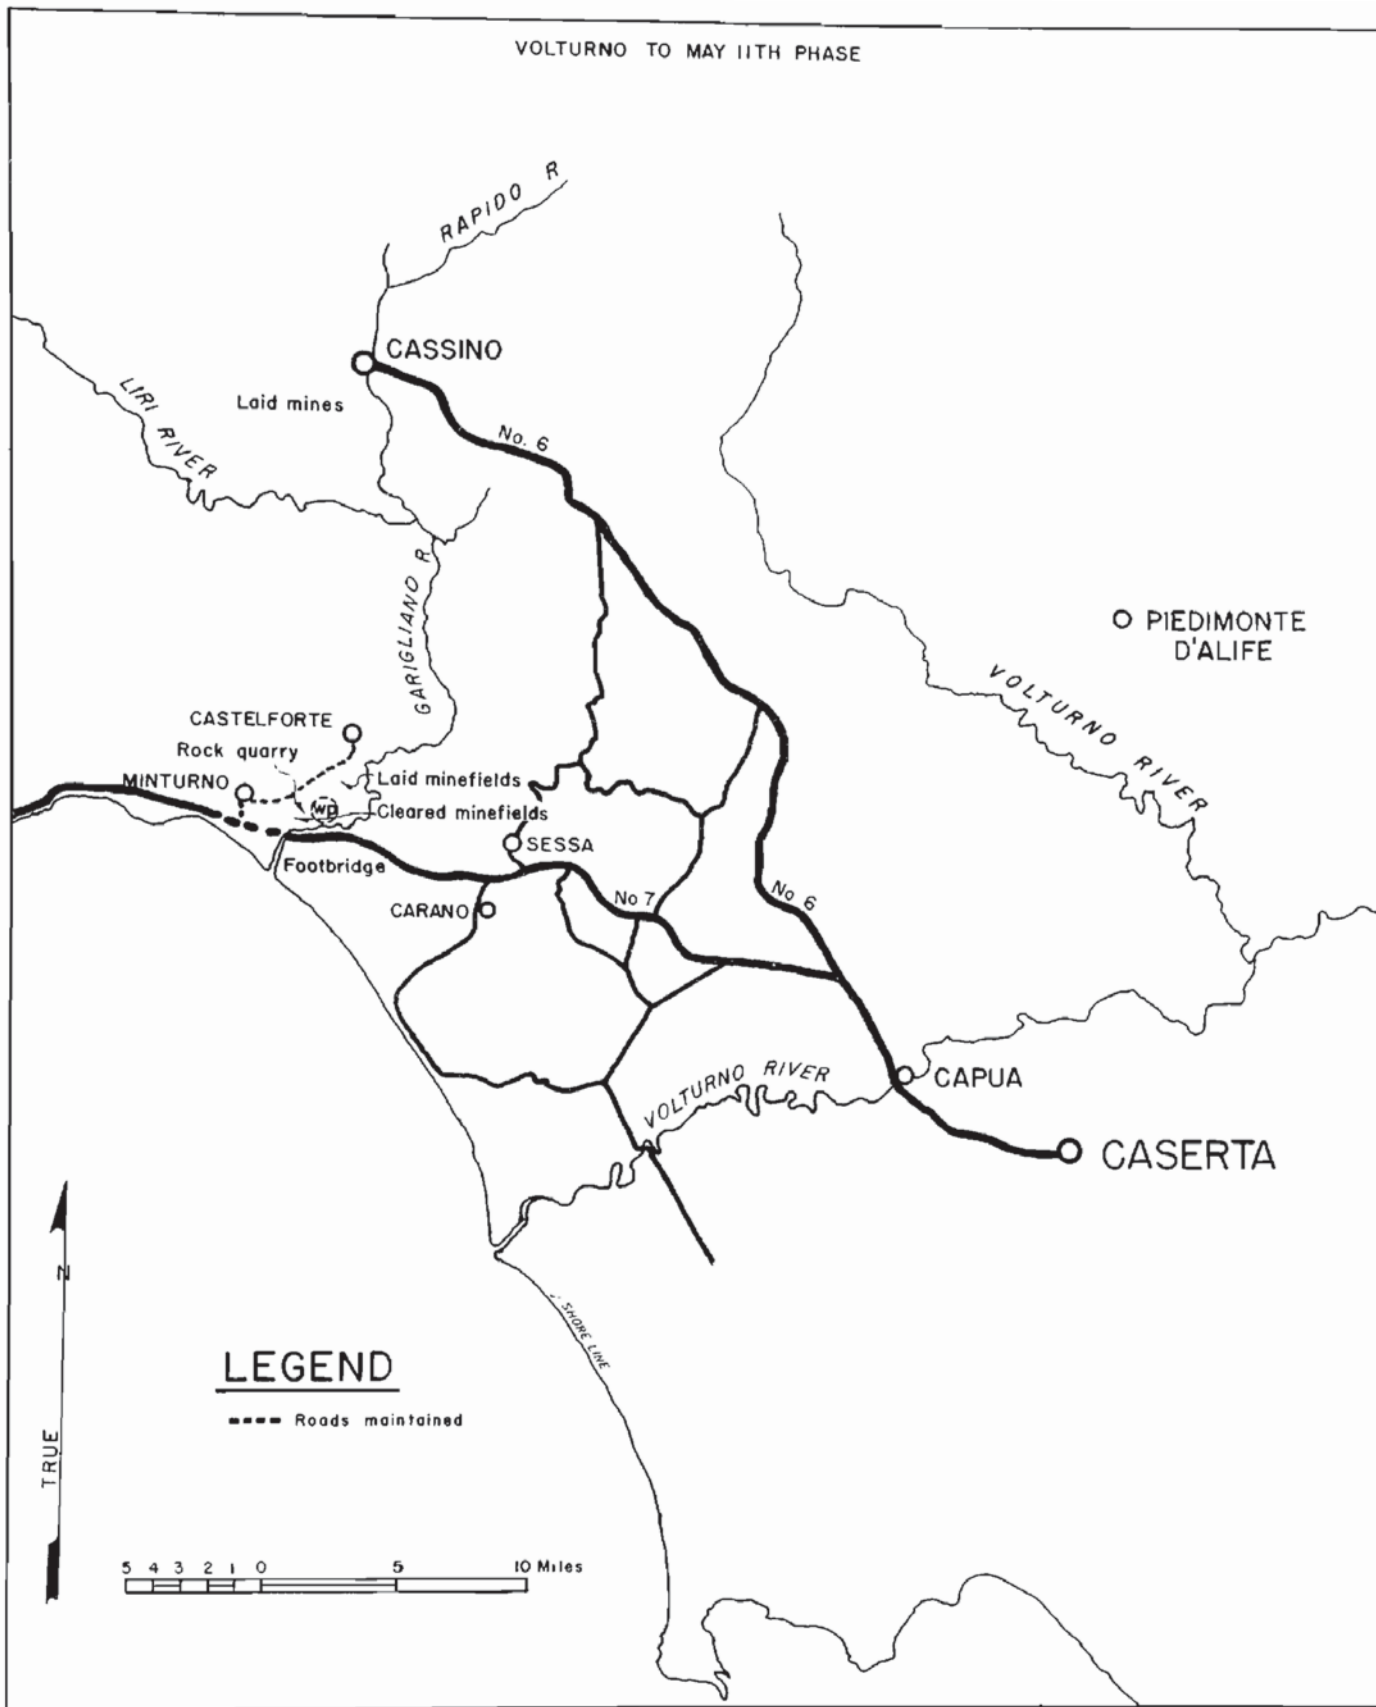 VOLTURNO TO MAY 11TH PHASE
RAPIDO R
CASSINO
Laid mines
LIRI RIVER
No. 6
GARIGLIANO R
PIEDIMONTE
D'ALIFE
VOLTURNO RIVER
CASTELFORTE
Rock quarry
MINTURNO
Laid minefields
WP
Cleared minefields
SESSA
Footbridge
No 7
No 6
CARANO
VOLTURNO RIVER
CAPUA
CASERTA
N
TRUE
SHORE LINE
LEGEND
Roads maintained
5 4 3 2 1 0 5 10 Miles